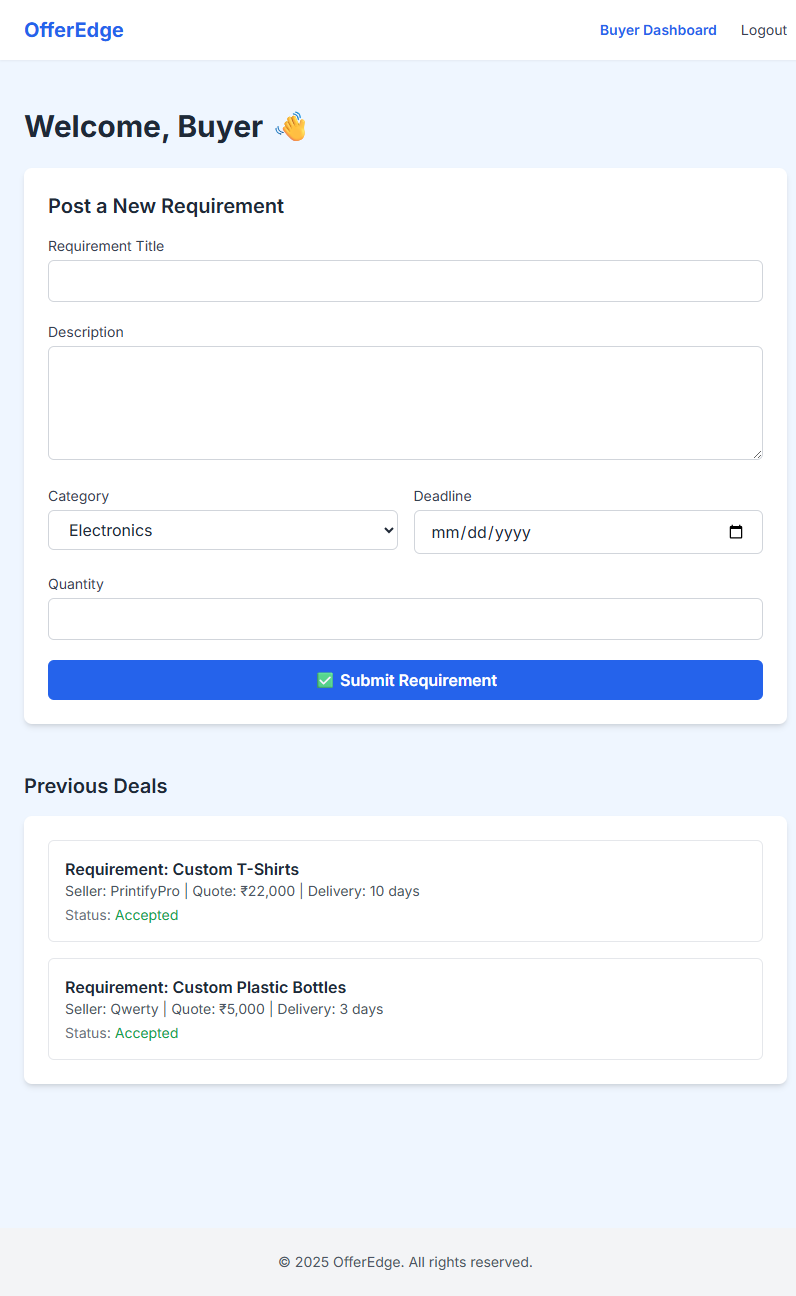 OfferEdge
Buyer Dashboard Logout
Welcome, Buyer 👋
Post a New Requirement
Requirement Title
Description
Category Deadline
Electronics mm/dd/yyyy
Quantity
✅ Submit Requirement
Previous Deals
Requirement: Custom T-Shirts
Seller: PrintifyPro | Quote: ₹22,000 | Delivery: 10 days
Status: Accepted
Requirement: Custom Plastic Bottles
Seller: Qwerty | Quote: ₹5,000 | Delivery: 3 days
Status: Accepted
© 2025 OfferEdge. All rights reserved.